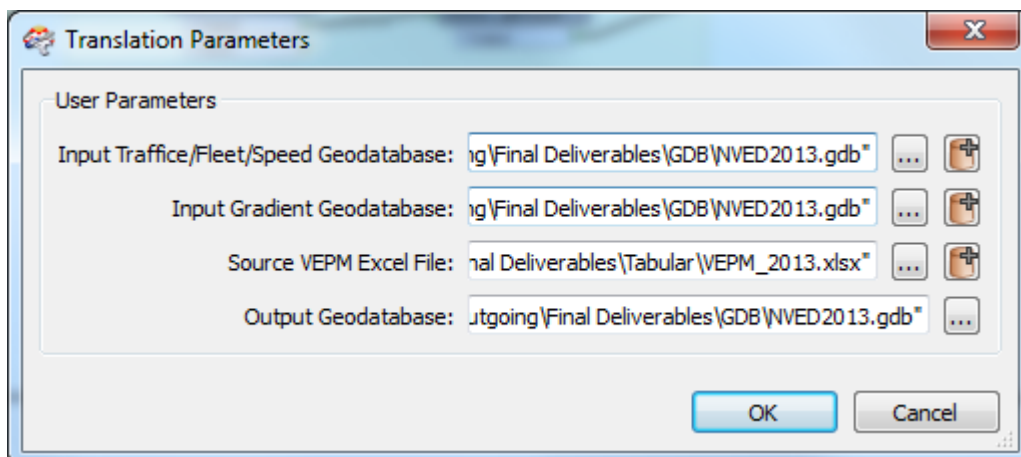 Translation Parameters
User Parameters
Input Traffice/Fleet/Speed Geodatabase: ng\Final Deliverables\GDB\NVED2013.gdb" ...
Input Gradient Geodatabase: ng\Final Deliverables\GDB\NVED2013.gdb" ...
Source VEPM Excel File: nal Deliverables\Tabular\VEPM_2013.xlsx" ...
Output Geodatabase: utgoing\Final Deliverables\GDB\NVED2013.gdb" ...
OK Cancel